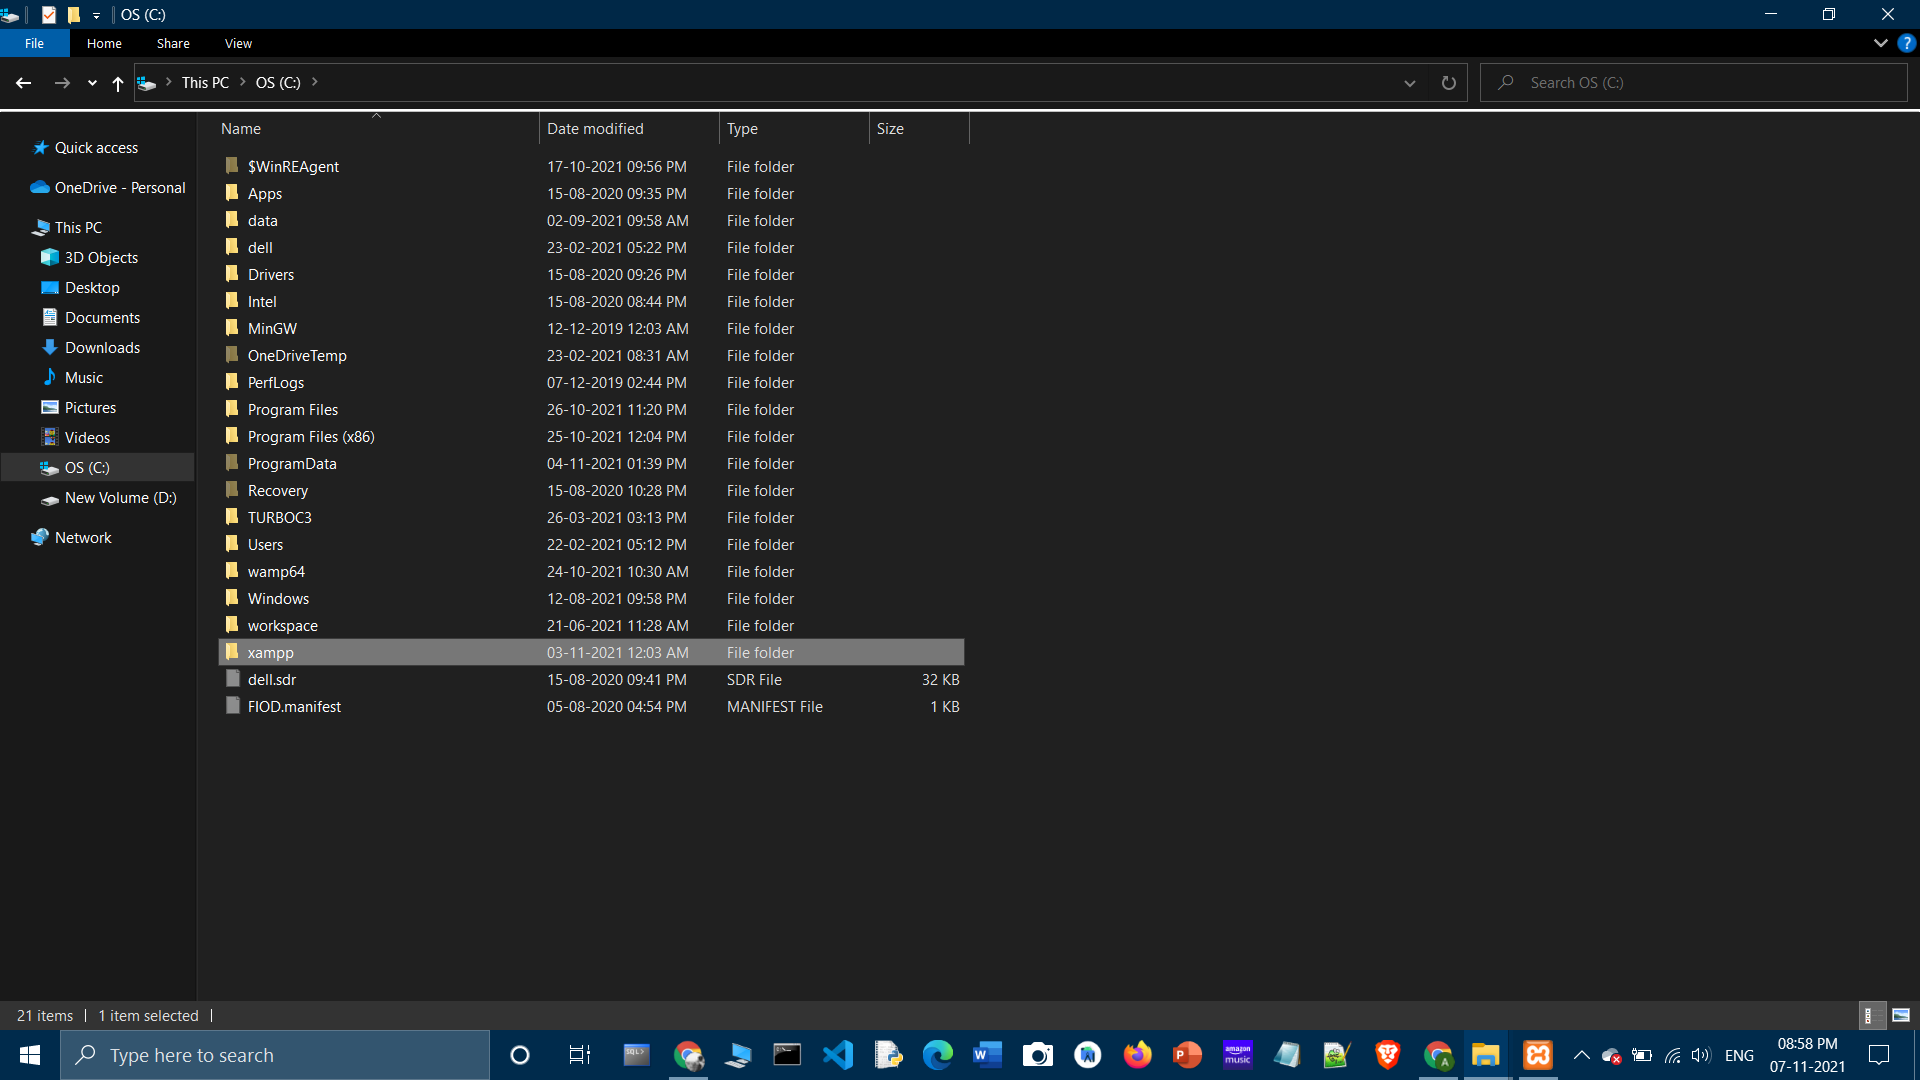 OS (C:)
File Home Share View
This PC OS (C:) Search OS (C:)
Name Date modified Type Size
Quick access
OneDrive - Personal
This PC
3D Objects
Desktop
Documents
Downloads
Music
Pictures
Videos
OS (C:)
New Volume (D:)
Network
$WinREAgent 17-10-2021 09:56 PM File folder
Apps 15-08-2020 09:35 PM File folder
data 02-09-2021 09:58 AM File folder
dell 23-02-2021 05:22 PM File folder
Drivers 15-08-2020 09:26 PM File folder
Intel 15-08-2020 08:44 PM File folder
MinGW 12-12-2019 12:03 AM File folder
OneDriveTemp 23-02-2021 08:31 AM File folder
PerfLogs 07-12-2019 02:44 PM File folder
Program Files 26-10-2021 11:20 PM File folder
Program Files (x86) 25-10-2021 12:04 PM File folder
ProgramData 04-11-2021 01:39 PM File folder
Recovery 15-08-2020 10:28 PM File folder
TURBOC3 26-03-2021 03:13 PM File folder
Users 22-02-2021 05:12 PM File folder
wamp64 24-10-2021 10:30 AM File folder
Windows 12-08-2021 09:58 PM File folder
workspace 21-06-2021 11:28 AM File folder
xampp 03-11-2021 12:03 AM File folder
dell.sdr 15-08-2020 09:41 PM SDR File 32 KB
FIOD.manifest 05-08-2020 04:54 PM MANIFEST File 1 KB
21 items 1 item selected
Type here to search
SQL>
amazon music
ENG
08:58 PM
07-11-2021